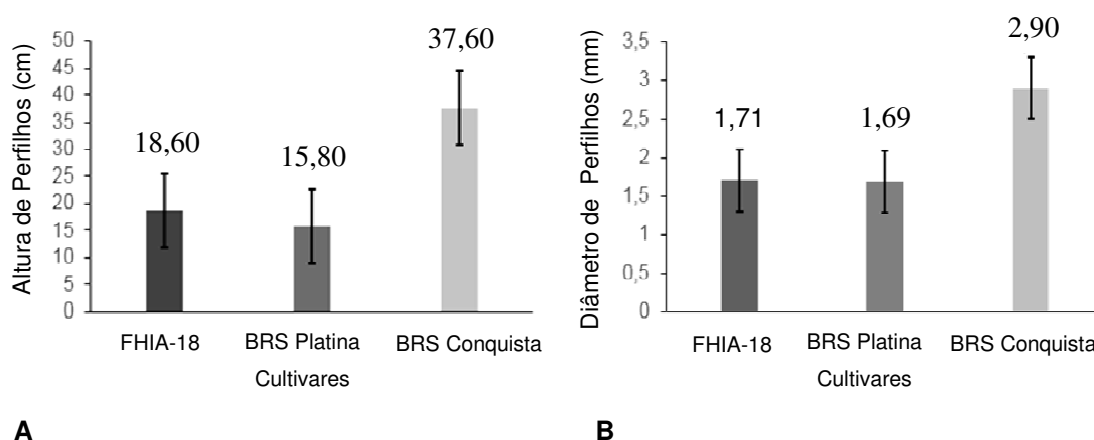 Altura de Perfilhos (cm)
50
45
40
35
30
25
20
15
10
5
0
18,60
15,80
37,60
FHIA-18
BRS Platina
BRS Conquista
Cultivares
A
Diâmetro de Perfilhos (mm)
3,5
3
2,5
2
1,5
1
0,5
0
1,71
1,69
2,90
FHIA-18
BRS Platina
BRS Conquista
Cultivares
B